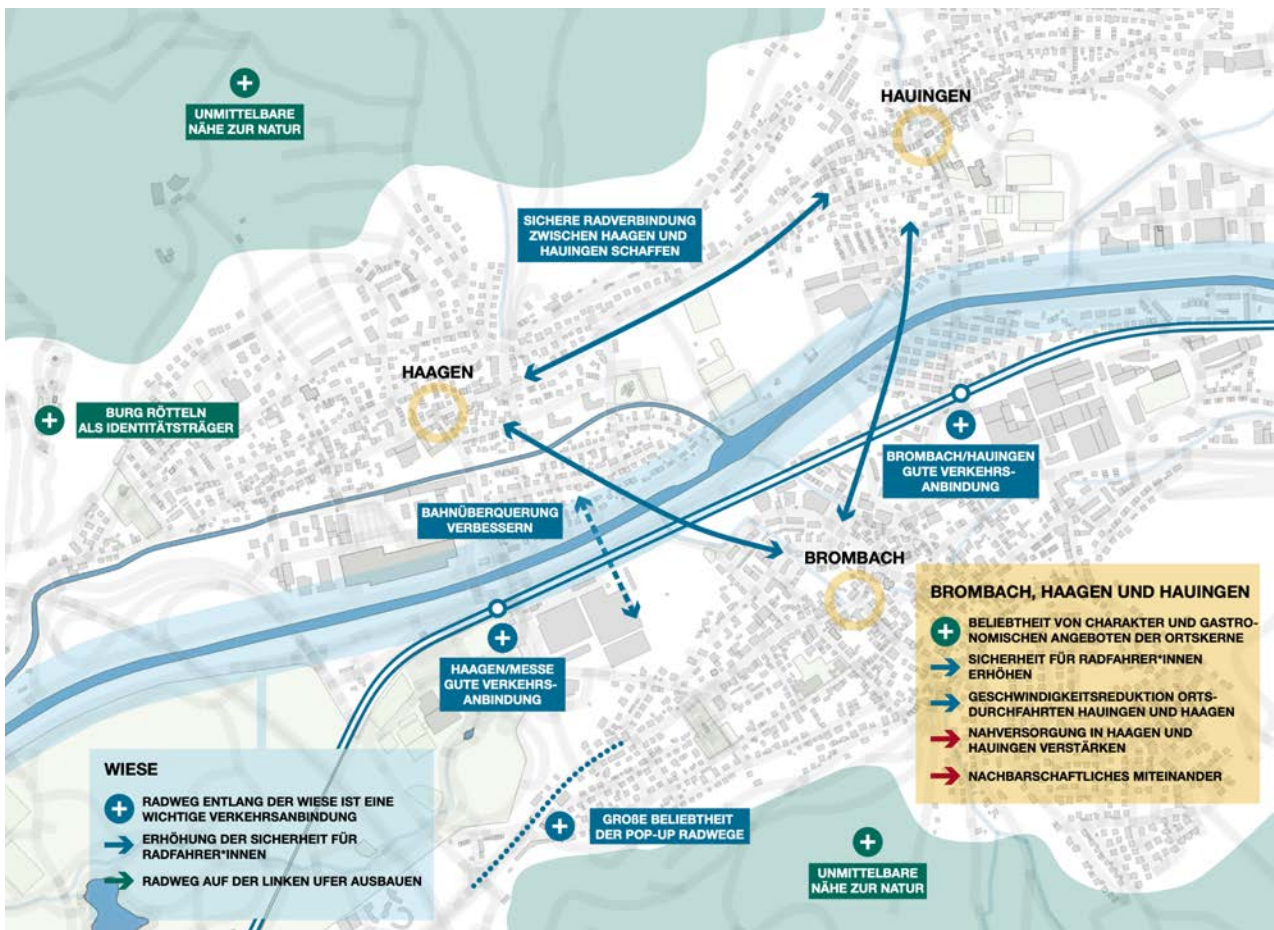 UNMITTELBARE
NÄHE ZUR NATUR
HAUINGEN
SICHERE RADVERBINDUNG
ZWISCHEN HAAGEN UND
HAUINGEN SCHAFFEN
HAAGEN
BURG RÖTTELN
ALS IDENTITÄTSTRÄGER
BROMBACH/HAUINGEN
GUTE VERKEHRS-
ANBINDUNG
BAHNÜBERQUERUNG
VERBESSERN
BROMBACH
HAAGEN/MESSE
GUTE VERKEHRS-
ANBINDUNG
BROMBACH, HAAGEN UND HAUINGEN
BELIEBTHEIT VON CHARAKTER UND GASTRO-
NOMISCHEN ANGEBOTEN DER ORTSKERNE
SICHERHEIT FÜR RADFAHRER*INNEN
ERHÖHEN
GESCHWINDIGKEITSREDUKTION ORTS-
DURCHFAHRTEN HAUINGEN UND HAAGEN
NAHVERSORGUNG IN HAAGEN UND
HAUINGEN VERSTÄRKEN
NACHBARSCHAFTLICHES MITEINANDER
WIESE
RADWEG ENTLANG DER WIESE IST EINE
WICHTIGE VERKEHRSANBINDUNG
ERHÖHUNG DER SICHERHEIT FÜR
RADFAHRER*INNEN
RADWEG AUF DER LINKEN UFER AUSBAUEN
GROßE BELIEBTHEIT
DER POP-UP RADWEGE
UNMITTELBARE
NÄHE ZUR NATUR